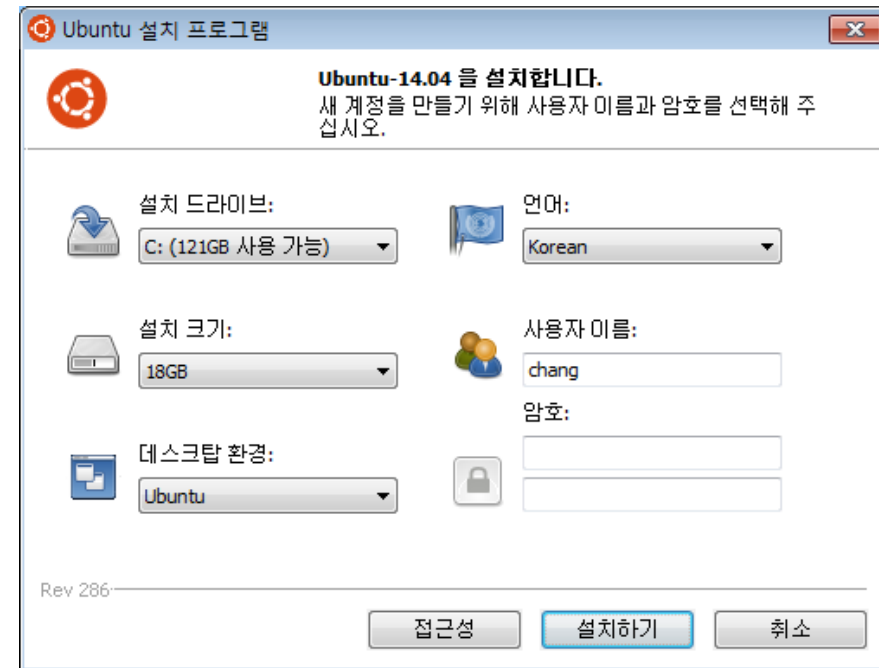 Ubuntu 설치 프로그램
Ubuntu-14.04 을 설치합니다.
새 계정을 만들기 위해 사용자 이름과 암호를 선택해 주
십시오.
설치 드라이브:
C: (121GB 사용 가능)
언어:
Korean
설치 크기:
18GB
사용자 이름:
chang
암호:
데스크탑 환경:
Ubuntu
Rev 286
접근성
설치하기
취소